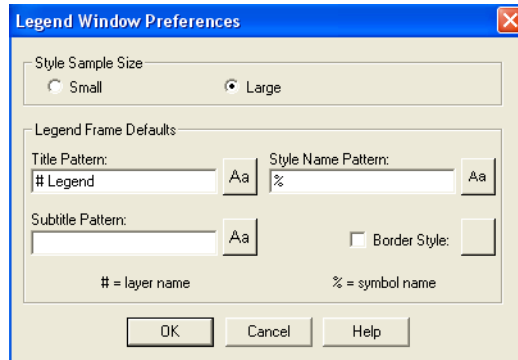 Legend Window Preferences
Style Sample Size
Small Large
Legend Frame Defaults
Title Pattern: Style Name Pattern:
# Legend Aa % Aa
Subtitle Pattern:
Aa Border Style:
# = layer name % = symbol name
OK Cancel Help